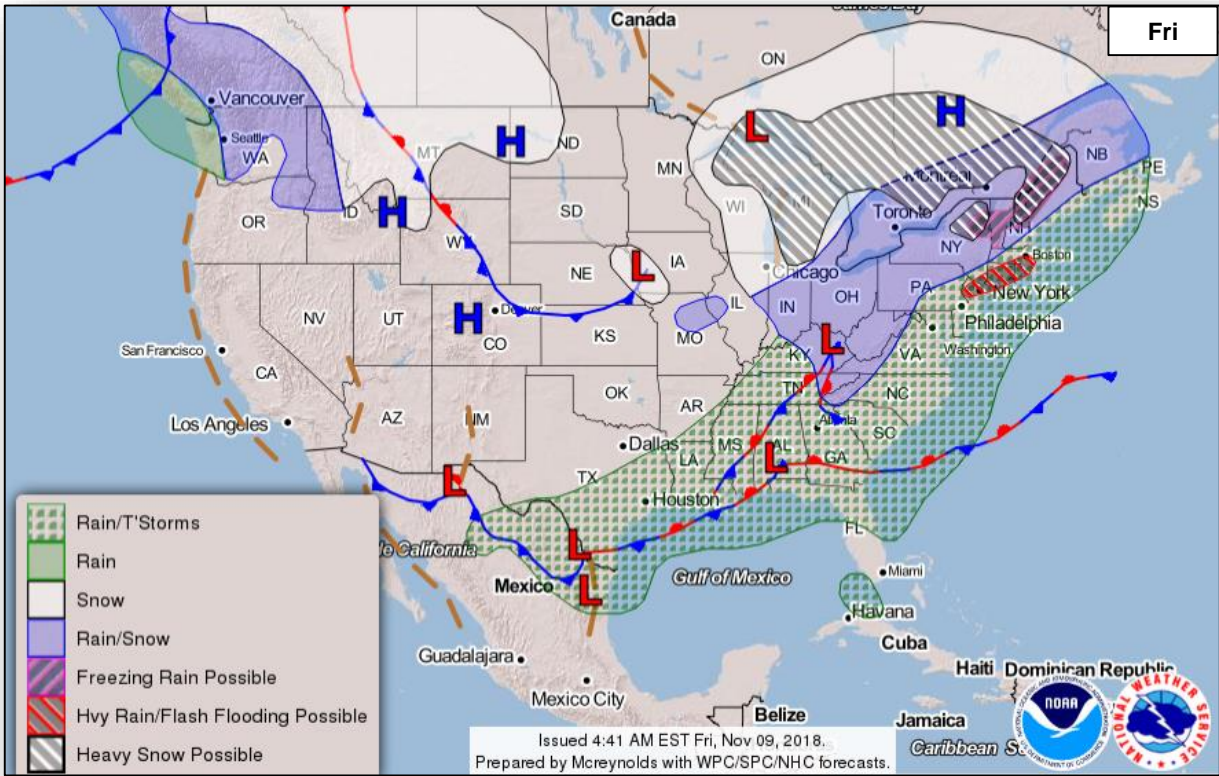 James Bay
Canada
Fri
ON
Vancouver
Seattle
WA
MT
H
ND
MN
L
H
Montreal
NB
PE
NS
OR
ID
H
WY
SD
WI
MI
Toronto
NY
NH
Boston
NE
L
IA
Chicago
IL
IN
OH
PA
New York
Philadelphia
NV
UT
H
Denver
CO
KS
MO
L
KY
VA
Washington
San Francisco
CA
Los Angeles
AZ
NM
OK
AR
TN
NC
Atlanta
SC
Dallas
MS
AL
GA
LA
L
L
TX
Houston
FL
L
L
Mexico
Gulf of Mexico
Miami
Havana
Cuba
Guadalajara
Mexico City
Haiti
Dominican Republic
Belize
Jamaica
Caribbean
Rain/T'Storms
Rain
Snow
Rain/Snow
Freezing Rain Possible
Hvy Rain/Flash Flooding Possible
Heavy Snow Possible
Issued 4:41 AM EST Fri, Nov 09, 2018.
Prepared by Mcreynolds with WPC/SPC/NHC forecasts.
NOAA
NATIONAL WEATHER SERVICE